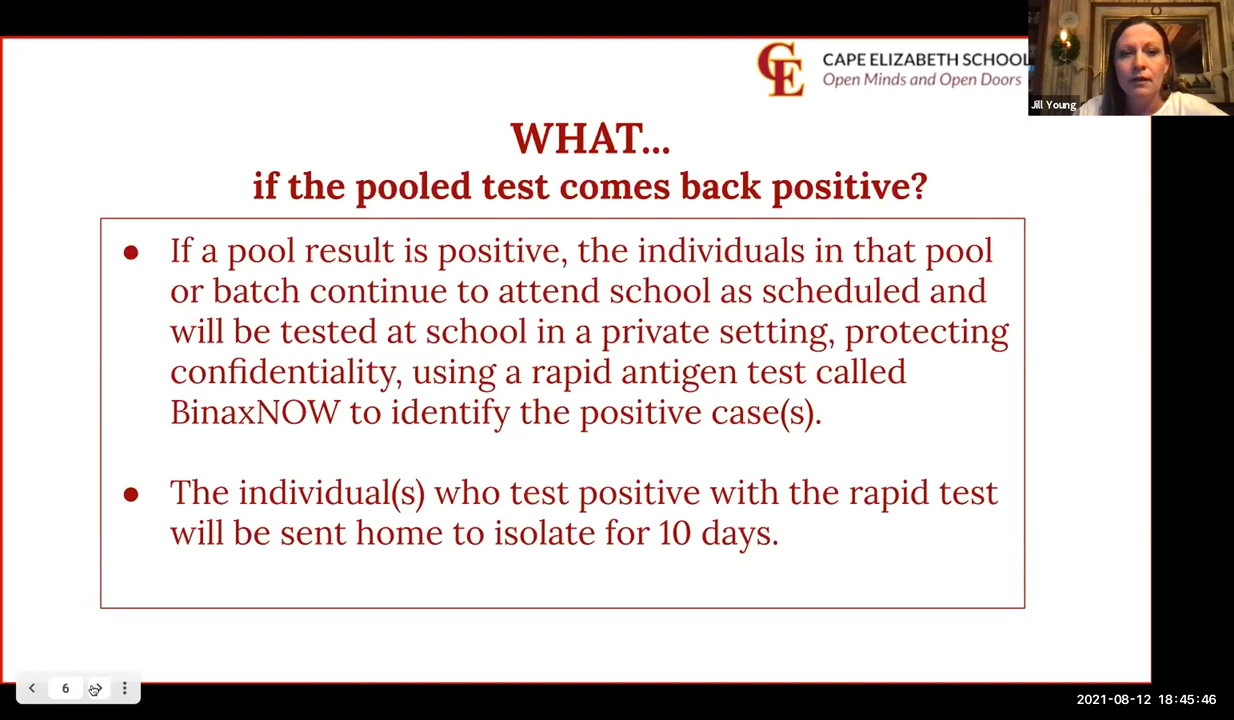 CE
CAPE ELIZABETH SCHOOL
Open Minds and Open Doors
Jill Young
WHAT...
if the pooled test comes back positive?
● If a pool result is positive, the individuals in that pool
or batch continue to attend school as scheduled and
will be tested at school in a private setting, protecting
confidentiality, using a rapid antigen test called
BinaxNOW to identify the positive case(s).
● The individual(s) who test positive with the rapid test
will be sent home to isolate for 10 days.
6
2021-08-12 18:45:46